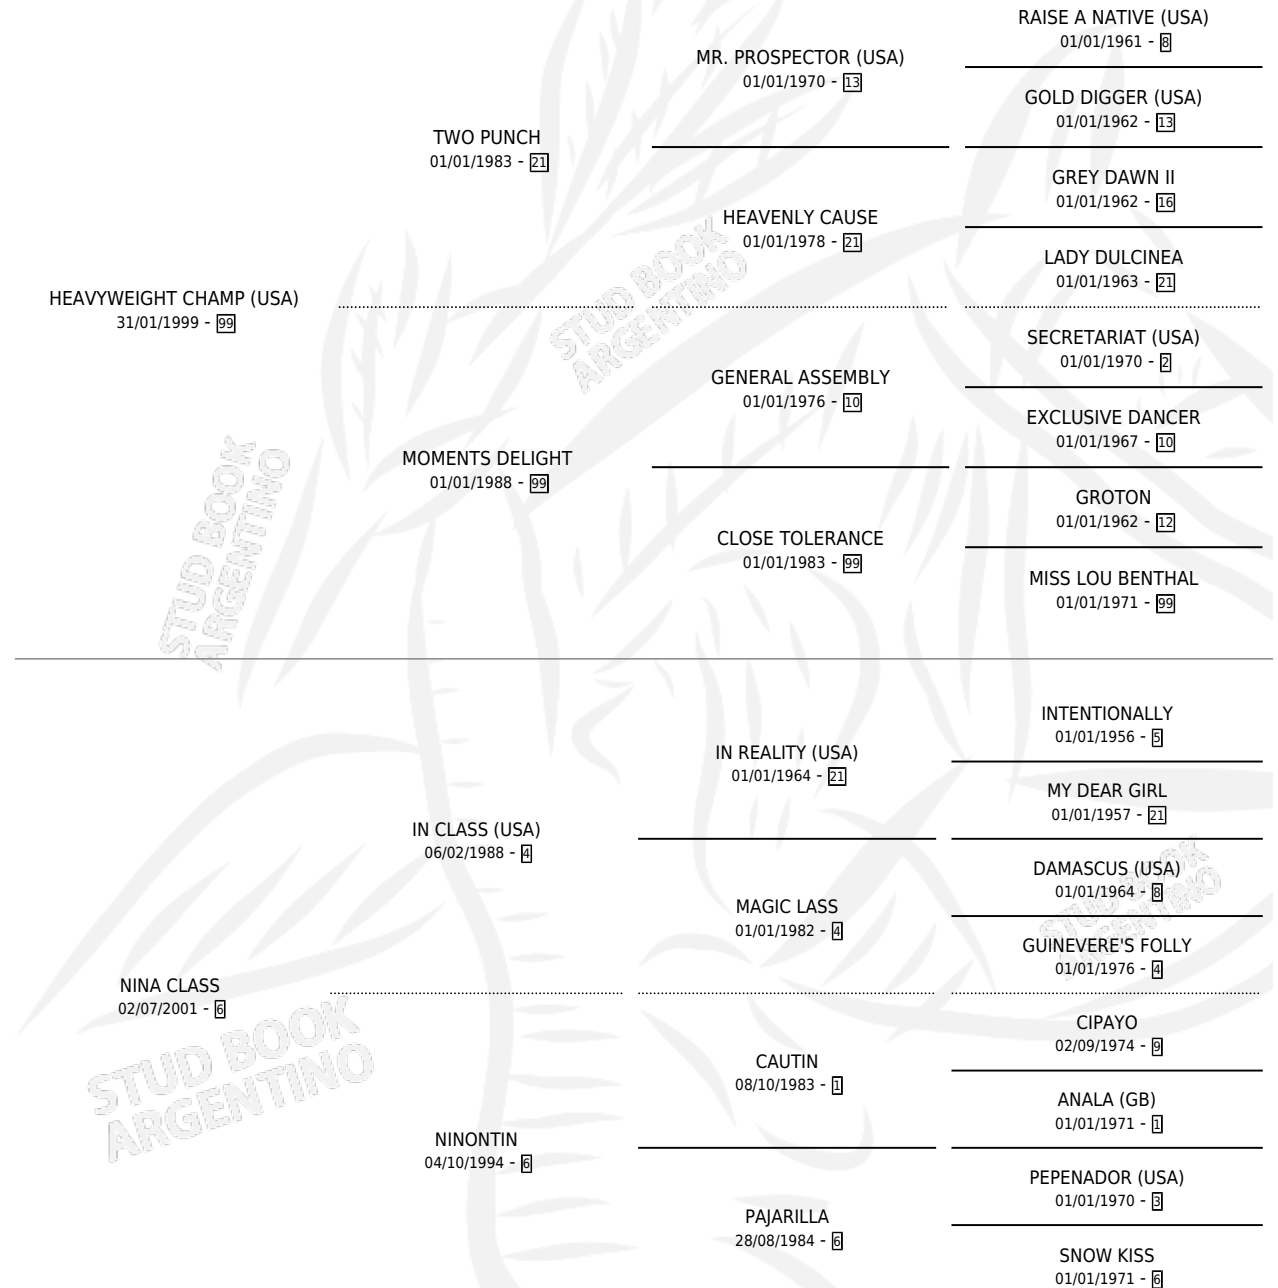 RAISE A NATIVE (USA)
01/01/1961 - 8
MR. PROSPECTOR (USA)
01/01/1970 - 13
GOLD DIGGER (USA)
01/01/1962 - 13
TWO PUNCH
01/01/1983 - 21
GREY DAWN II
01/01/1962 - 16
HEAVENLY CAUSE
01/01/1978 - 21
LADY DULCINEA
01/01/1963 - 21
HEAVYWEIGHT CHAMP (USA)
31/01/1999 - 99
SECRETARIAT (USA)
01/01/1970 - 2
GENERAL ASSEMBLY
01/01/1976 - 10
EXCLUSIVE DANCER
01/01/1967 - 10
MOMENTS DELIGHT
01/01/1988 - 99
GROTON
01/01/1962 - 12
CLOSE TOLERANCE
01/01/1983 - 99
MISS LOU BENTHAL
01/01/1971 - 99
INTENTIONALLY
01/01/1956 - 5
IN REALITY (USA)
01/01/1964 - 21
MY DEAR GIRL
01/01/1957 - 21
IN CLASS (USA)
06/02/1988 - 4
DAMASCUS (USA)
01/01/1964 - 8
MAGIC LASS
01/01/1982 - 4
GUINEVERE'S FOLLY
01/01/1976 - 4
NINA CLASS
02/07/2001 - 6
CIPAYO
02/09/1974 - 9
CAUTIN
08/10/1983 - 1
ANALA (GB)
01/01/1971 - 1
NINONTIN
04/10/1994 - 6
PEPENADOR (USA)
01/01/1970 - 3
PAJARILLA
28/08/1984 - 6
SNOW KISS
01/01/1971 - 6
STUD BOOK
ARGENTINO
STUD BOOK
ARGENTINO
STUD BOOK
ARGENTINO
STUD BOOK
ARGENTINO